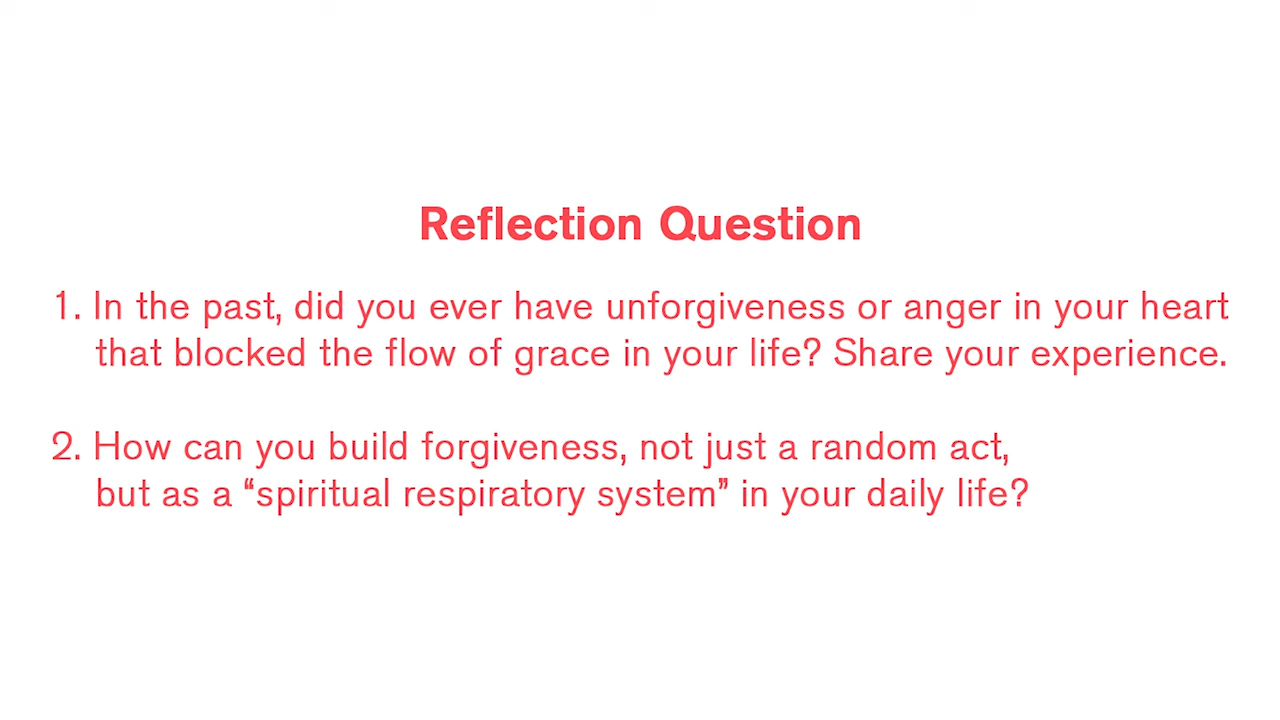 Reflection Question
1. In the past, did you ever have unforgiveness or anger in your heart
that blocked the flow of grace in your life? Share your experience.
2. How can you build forgiveness, not just a random act,
but as a “spiritual respiratory system” in your daily life?